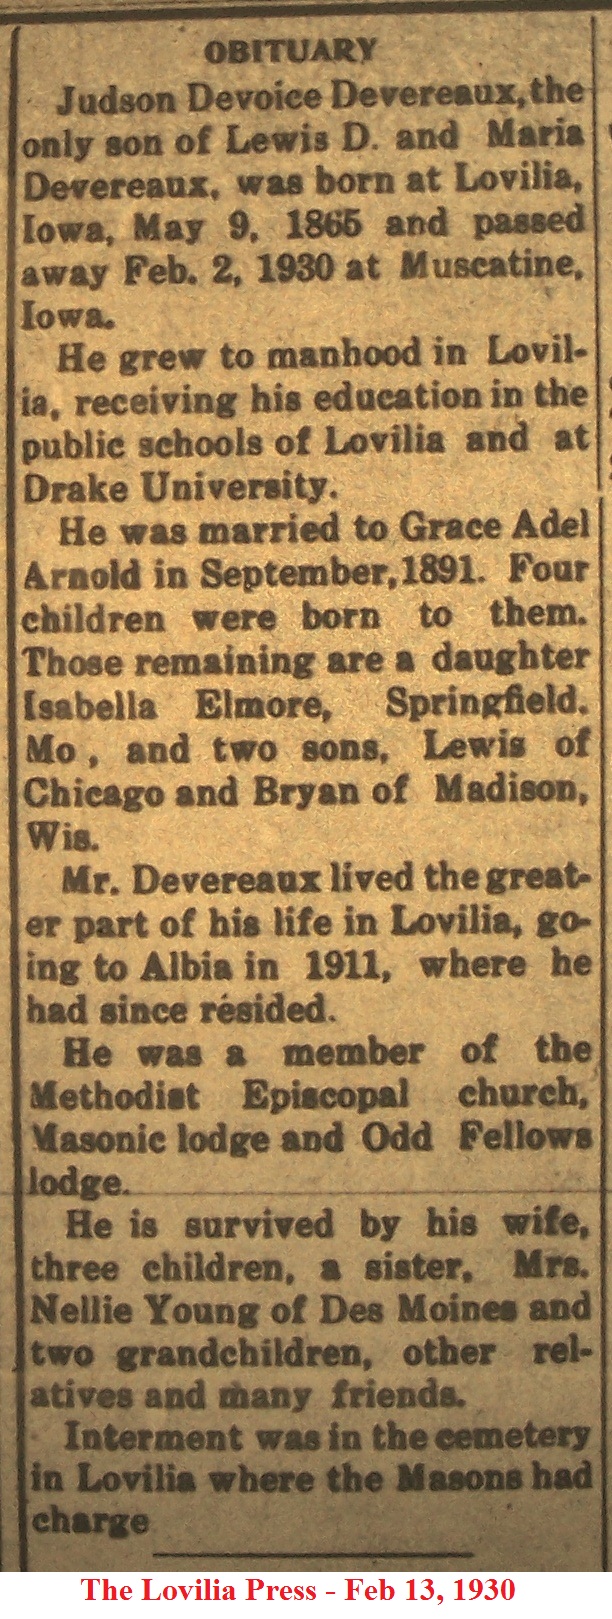 OBITUARY
Judson Devoice Devereaux, the
only son of Lewis D. and Maria
Devereaux, was born at Lovilia,
Iowa, May 9, 1865 and passed
away Feb. 2, 1930 at Muscatine,
Iowa.
He grew to manhood in Lovil-
ia, receiving his education in the
public schools of Lovilia and at
Drake University.
He was married to Grace Adel
Arnold in September, 1891. Four
children were born to them.
Those remaining are a daughter
Isabella Elmore, Springfield.
Mo , and two sons, Lewis of
Chicago and Bryan of Madison,
Wis.
Mr. Devereaux lived the great-
er part of his life in Lovilia, go-
ing to Albia in 1911, where he
had since resided.
He was a member of the
Methodist Episcopal church,
Masonic lodge and Odd Fellows
lodge.
He is survived by his wife,
three children, a sister, Mrs.
Nellie Young of Des Moines and
two grandchildren, other rel-
atives and many friends.
Interment was in the cemetery
in Lovilia where the Masons had
charge
The Lovilia Press - Feb 13, 1930